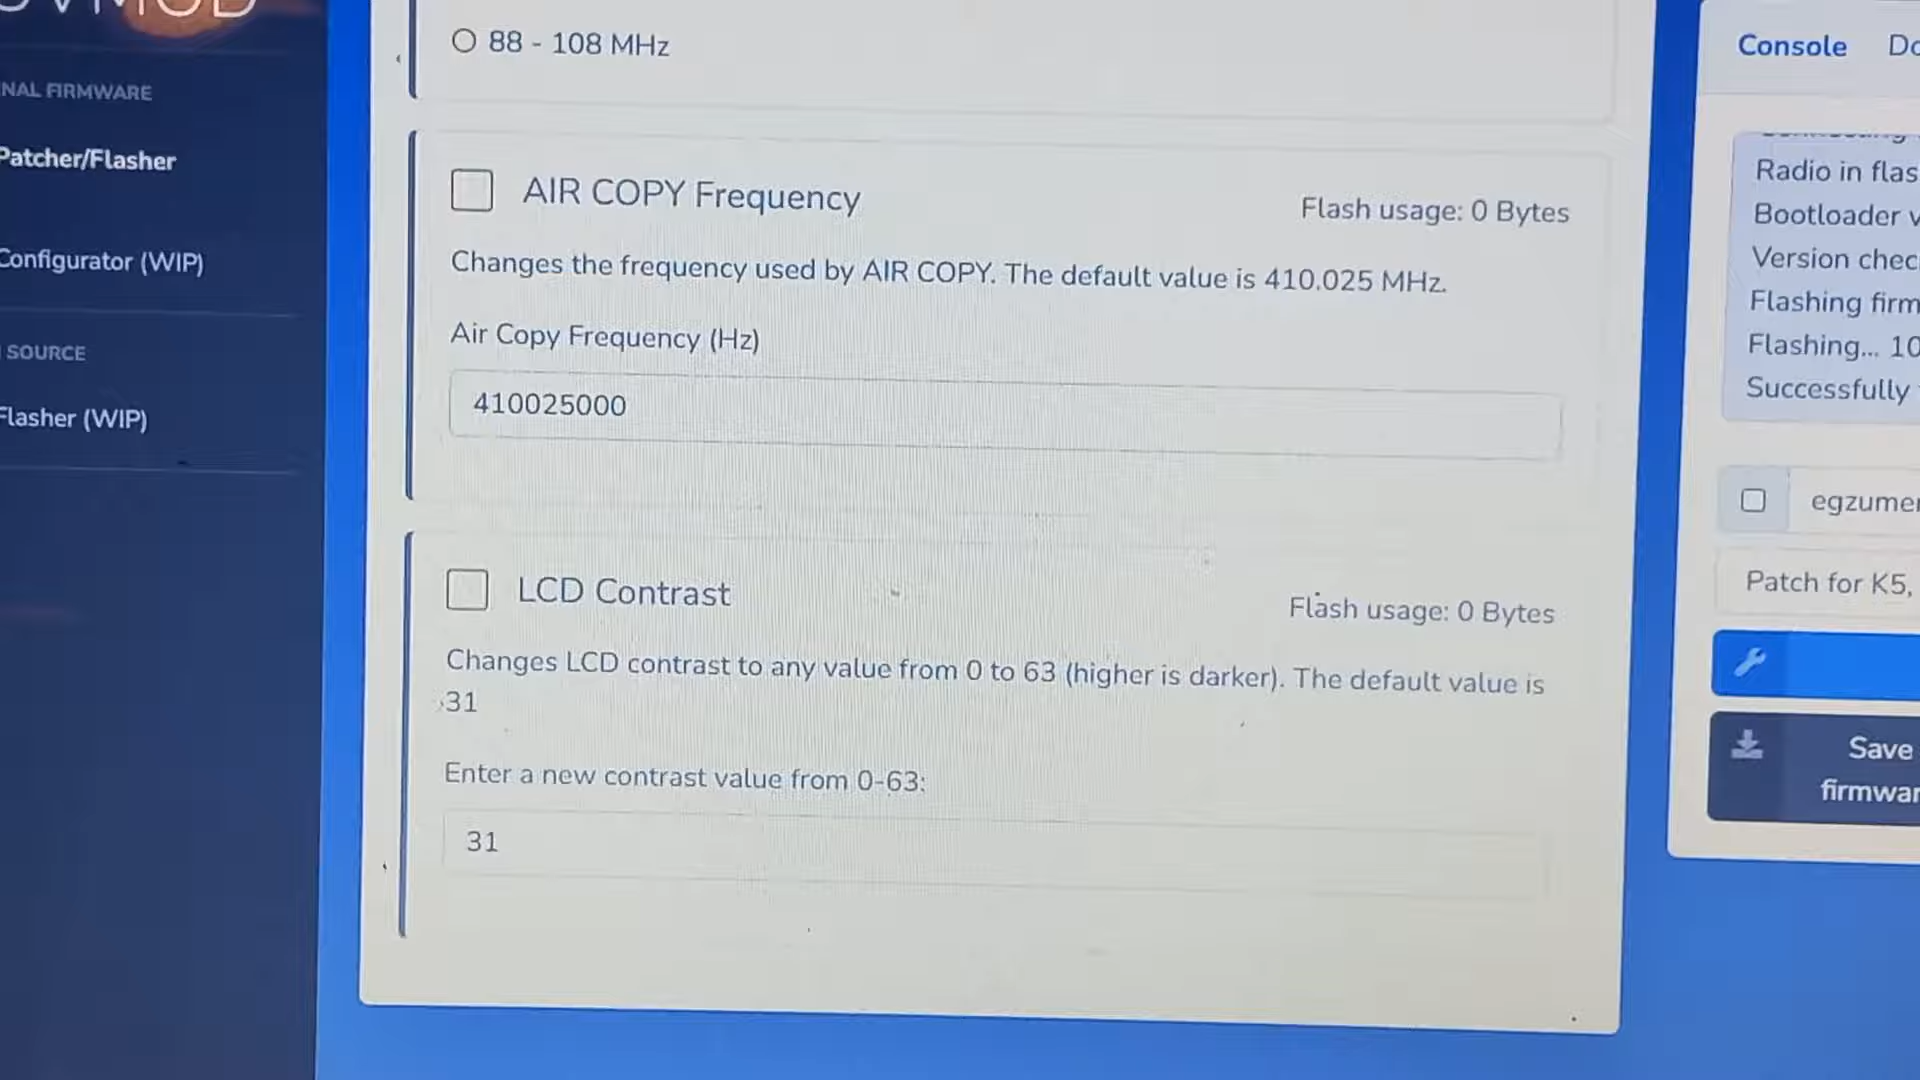 NAL FIRMWARE
Patcher/Flasher
Configurator (WIP)
SOURCE
Flasher (WIP)
88 - 108 MHz
AIR COPY Frequency
Flash usage: 0 Bytes
Changes the frequency used by AIR COPY. The default value is 410.025 MHz.
Air Copy Frequency (Hz)
410025000
LCD Contrast
Flash usage: 0 Bytes
Changes LCD contrast to any value from 0 to 63 (higher is darker). The default value is
31
Enter a new contrast value from 0-63:
31
Console
Radio in flas
Bootloader v
Version chec
Flashing firm
Flashing... 10
Successfully
egzumer
Patch for K5,
Save
firmwar